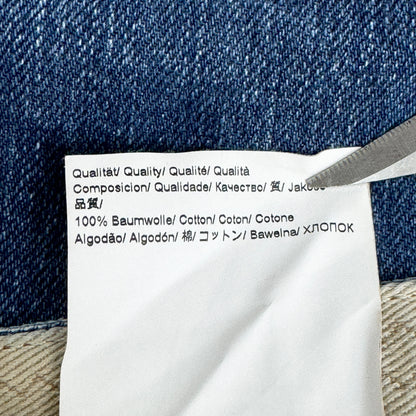 Qualität/ Quality/ Qualité/ Qualità
Composicion/ Qualidade/ Качество/ 質/
品質/
100% Baumwolle/ Cotton/ Coton/ Cotone
Algodão/ Algodón/ 棉/ コットン/ Bawełna/ ХЛОПОК